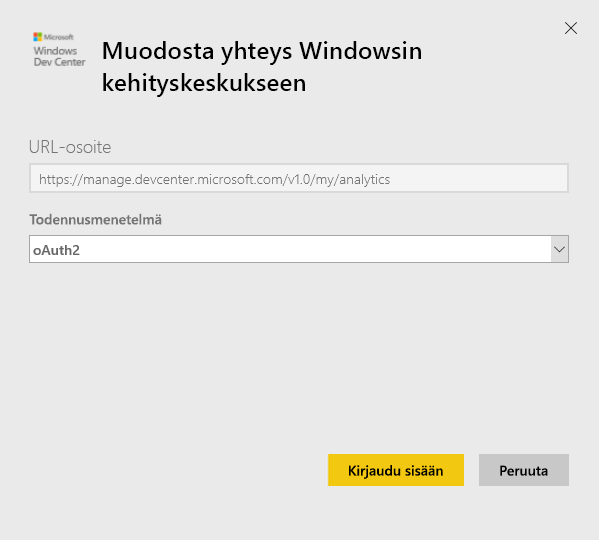 Microsoft
Windows
Dev Center
Muodosta yhteys Windowsin
kehityskeskukseen
URL-osoite
https://manage.devcenter.microsoft.com/v1.0/my/analytics
Todennusmenetelmä
oAuth2
Kirjaudu sisään
Peruuta